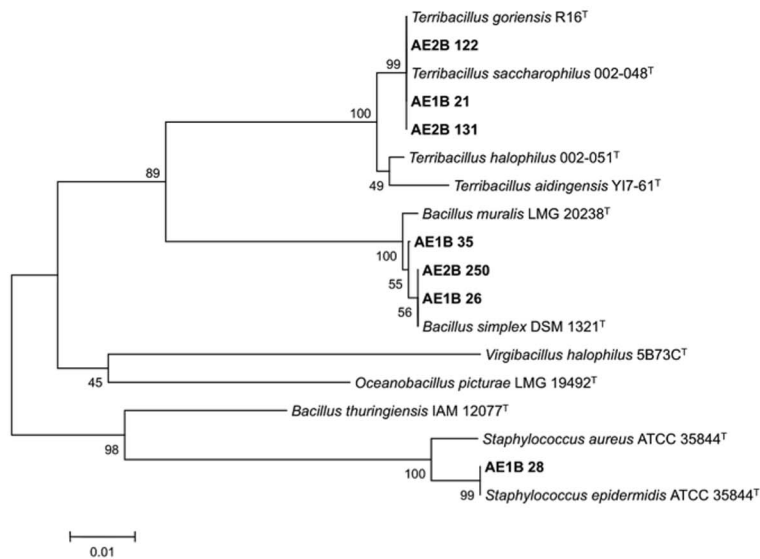 Terribacillus goriensis R16ᵀ
AE2B 122
99
Terribacillus saccharophilus 002-048ᵀ
AE1B 21
100
AE2B 131
Terribacillus halophilus 002-051ᵀ
89
49
Terribacillus aidingensis YI7-61ᵀ
Bacillus muralis LMG 20238ᵀ
AE1B 35
100
AE2B 250
55
AE1B 26
56
Bacillus simplex DSM 1321ᵀ
Virgibacillus halophilus 5B73Cᵀ
45
Oceanobacillus picturae LMG 19492ᵀ
Bacillus thuringiensis IAM 12077ᵀ
98
Staphylococcus aureus ATCC 35844ᵀ
100
AE1B 28
99
Staphylococcus epidermidis ATCC 35844ᵀ
0.01